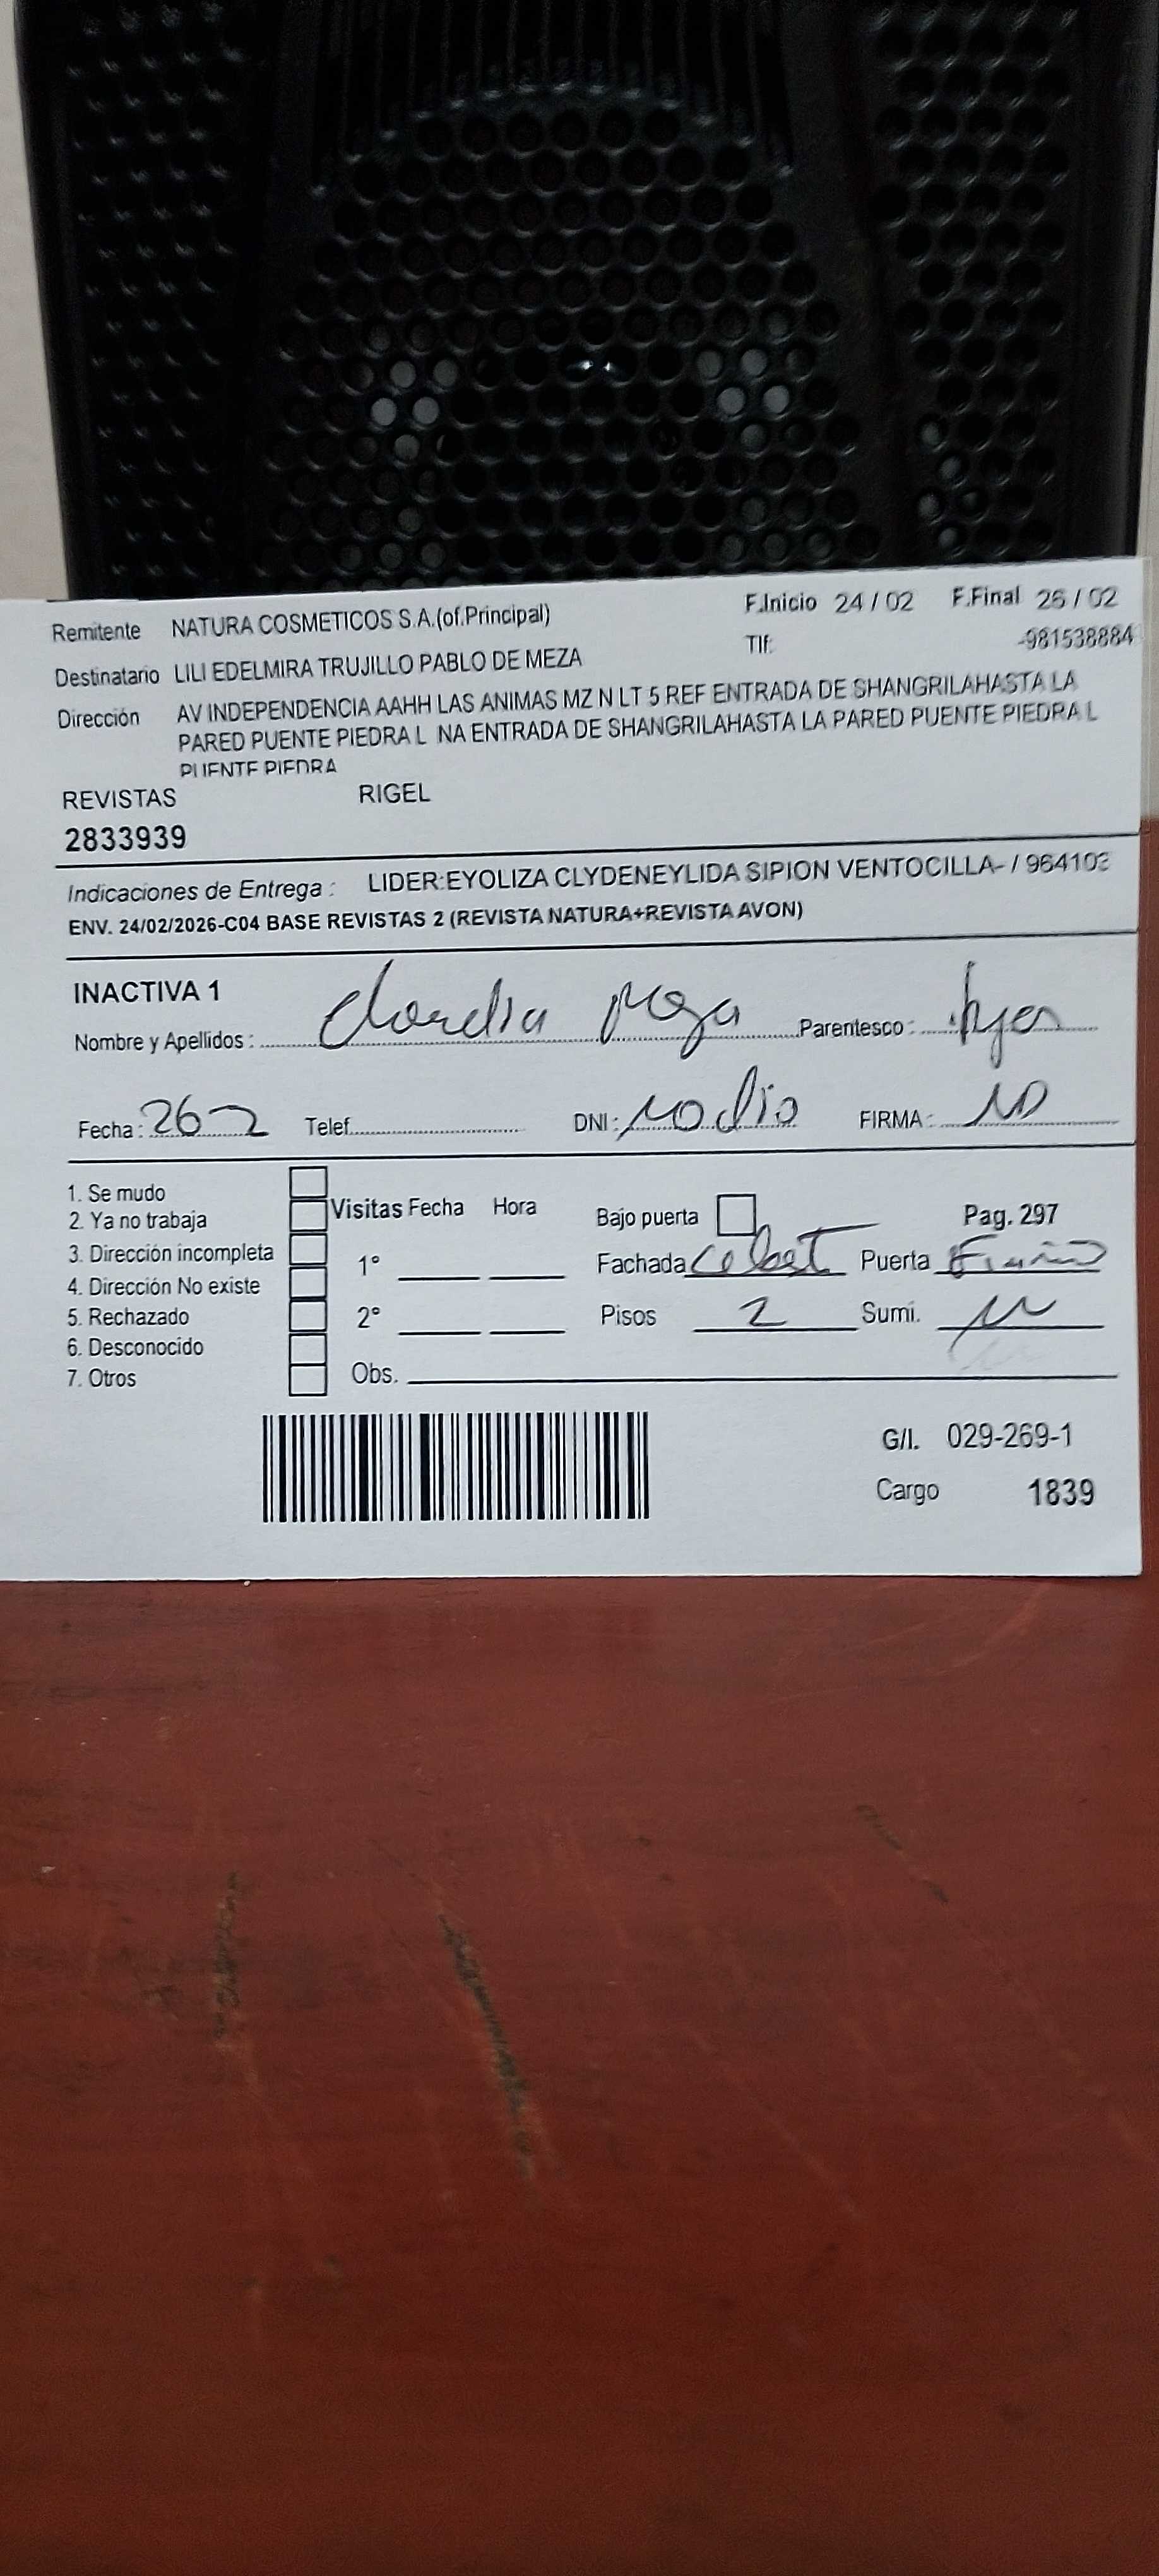 Remitente NATURA COSMETICOS S.A.(of.Principal) F.Inicio 24 / 02 F.Final 26 / 02
Tlf: -981538884
Destinatario LILI EDELMIRA TRUJILLO PABLO DE MEZA
Dirección AV INDEPENDENCIA AAHH LAS ANIMAS MZ N LT 5 REF ENTRADA DE SHANGRILAHASTA LA
PARED PUENTE PIEDRA L NA ENTRADA DE SHANGRILAHASTA LA PARED PUENTE PIEDRA L
PUENTE PIEDRA
REVISTAS RIGEL
2833939
Indicaciones de Entrega : LIDER:EYOLIZA CLYDENEYLIDA SIPION VENTOCILLA- / 964103
ENV. 24/02/2026-C04 BASE REVISTAS 2 (REVISTA NATURA+REVISTA AVON)
INACTIVA 1
Nombre y Apellidos : Claudia Parentesco : hija
Fecha : 26 2 Telef. DNI : no dio FIRMA : ND
1. Se mudo
2. Ya no trabaja
3. Dirección incompleta
4. Dirección No existe
5. Rechazado
6. Desconocido
7. Otros
Visitas Fecha Hora
1°
2°
Obs.
Bajo puerta Pag. 297
Fachada Celest Puerta
Pisos 2 Sumi.
G/I. 029-269-1
Cargo 1839